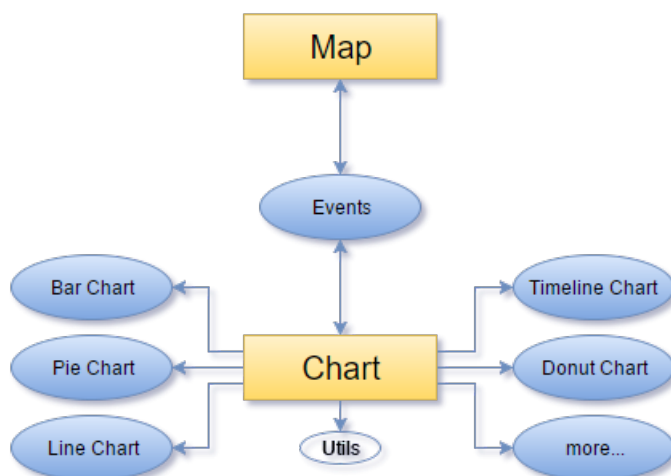 Map
Events
Bar Chart
Timeline Chart
Pie Chart
Chart
Donut Chart
Line Chart
Utils
more...